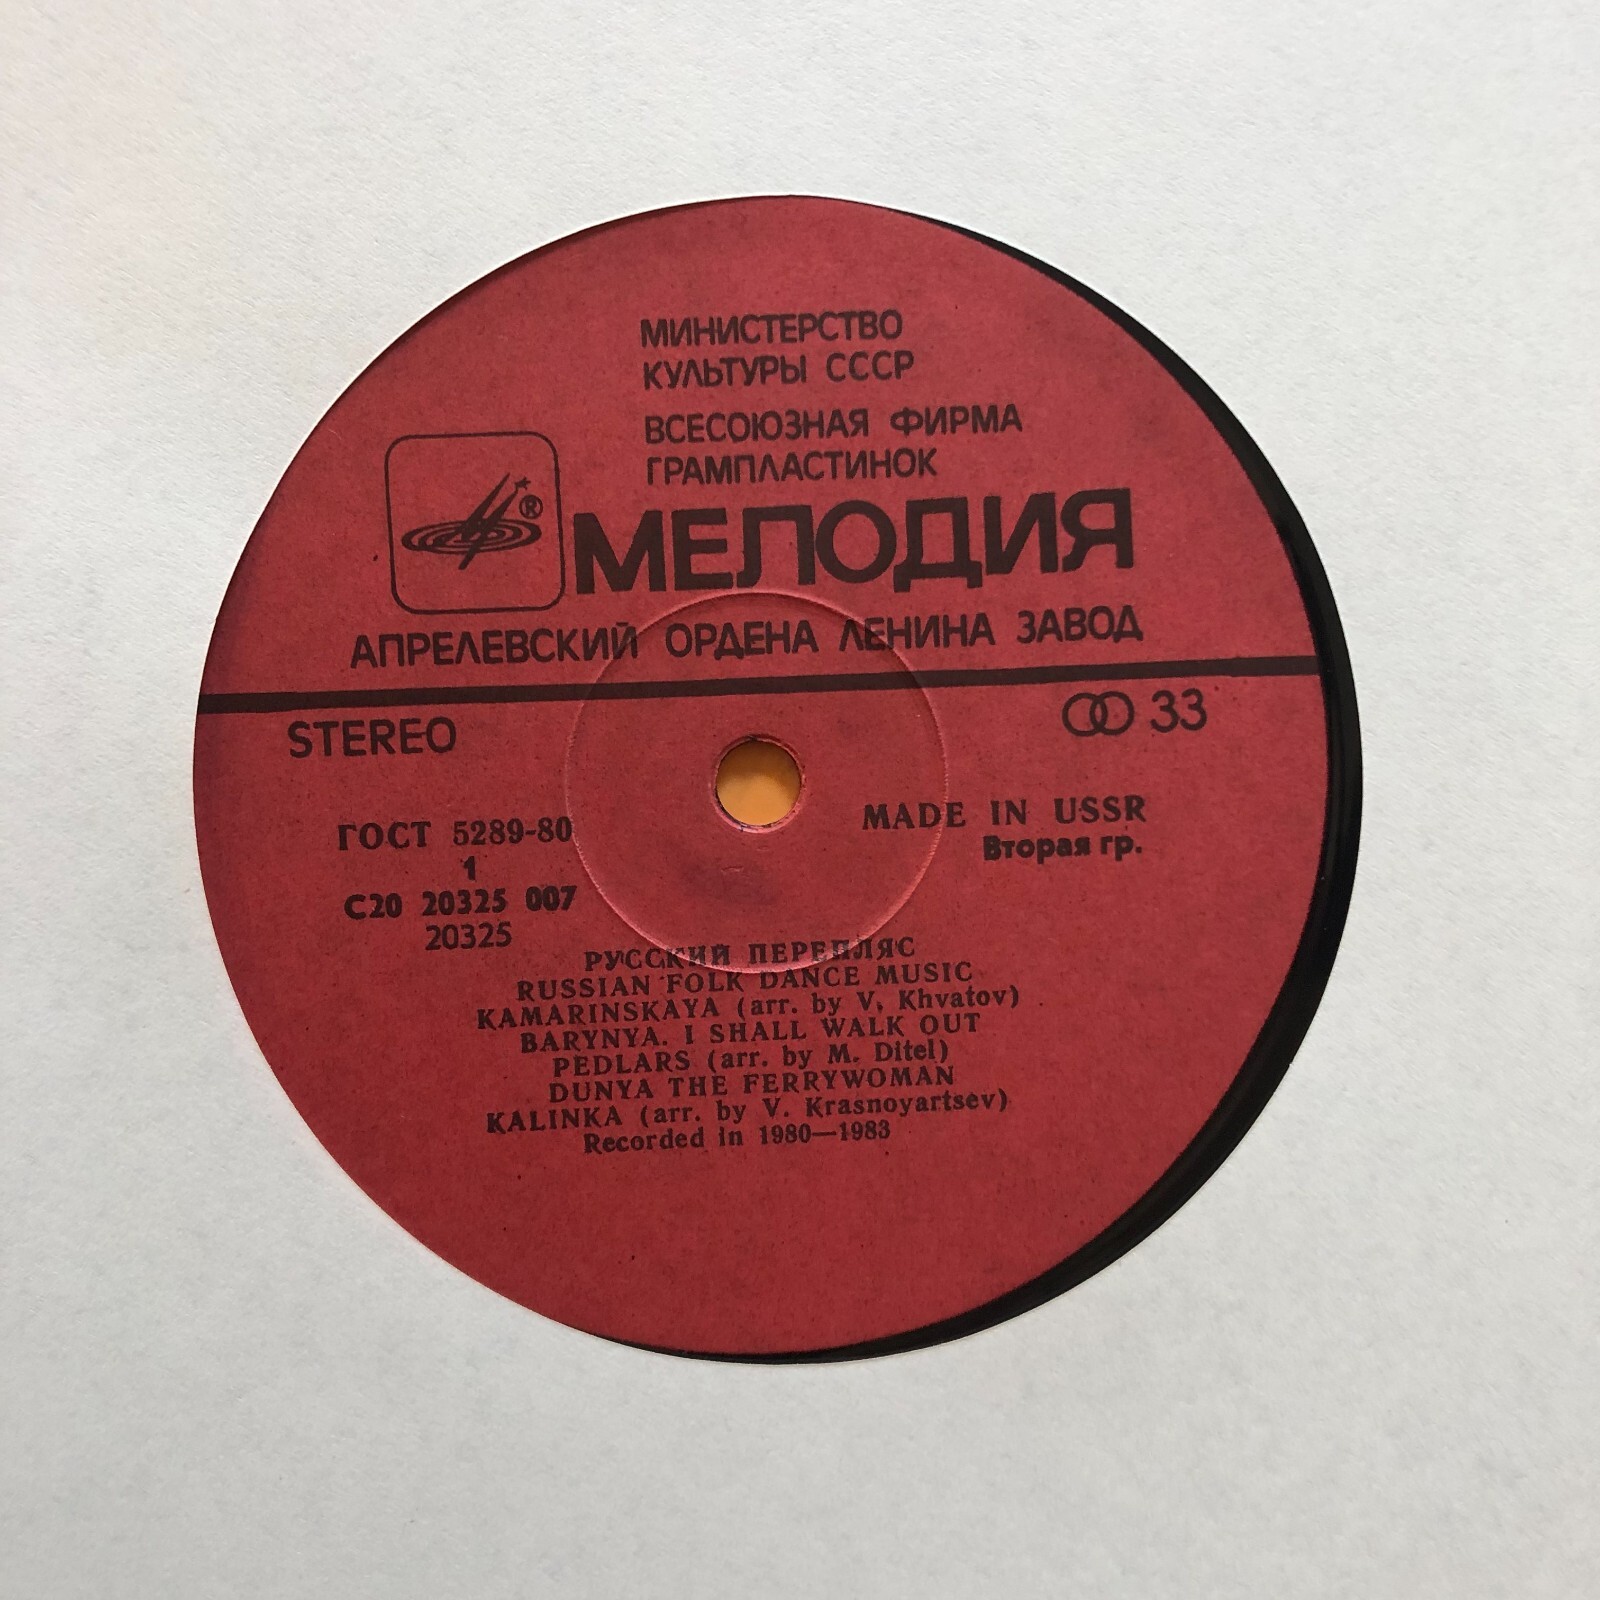 МИНИСТЕРСТВО
КУЛЬТУРЫ СССР
ВСЕСОЮЗНАЯ ФИРМА
ГРАМПЛАСТИНОК
®
МЕЛОДИЯ
АПРЕЛЕВСКИЙ ОРДЕНА ЛЕНИНА ЗАВОД
STEREO
33
ГОСТ 5289-80
1
С20 20325 007
20325
MADE IN USSR
Вторая гр.
РУССКИЙ ПЕРЕПЛЯС
RUSSIAN FOLK DANCE MUSIC
KAMARINSKAYA (arr. by V. Khvatov)
BARYNYA. I SHALL WALK OUT
PEDLARS (arr. by M. Ditel)
DUNYA THE FERRYWOMAN
KALINKA (arr. by V. Krasnoyartsev)
Recorded in 1980—1983